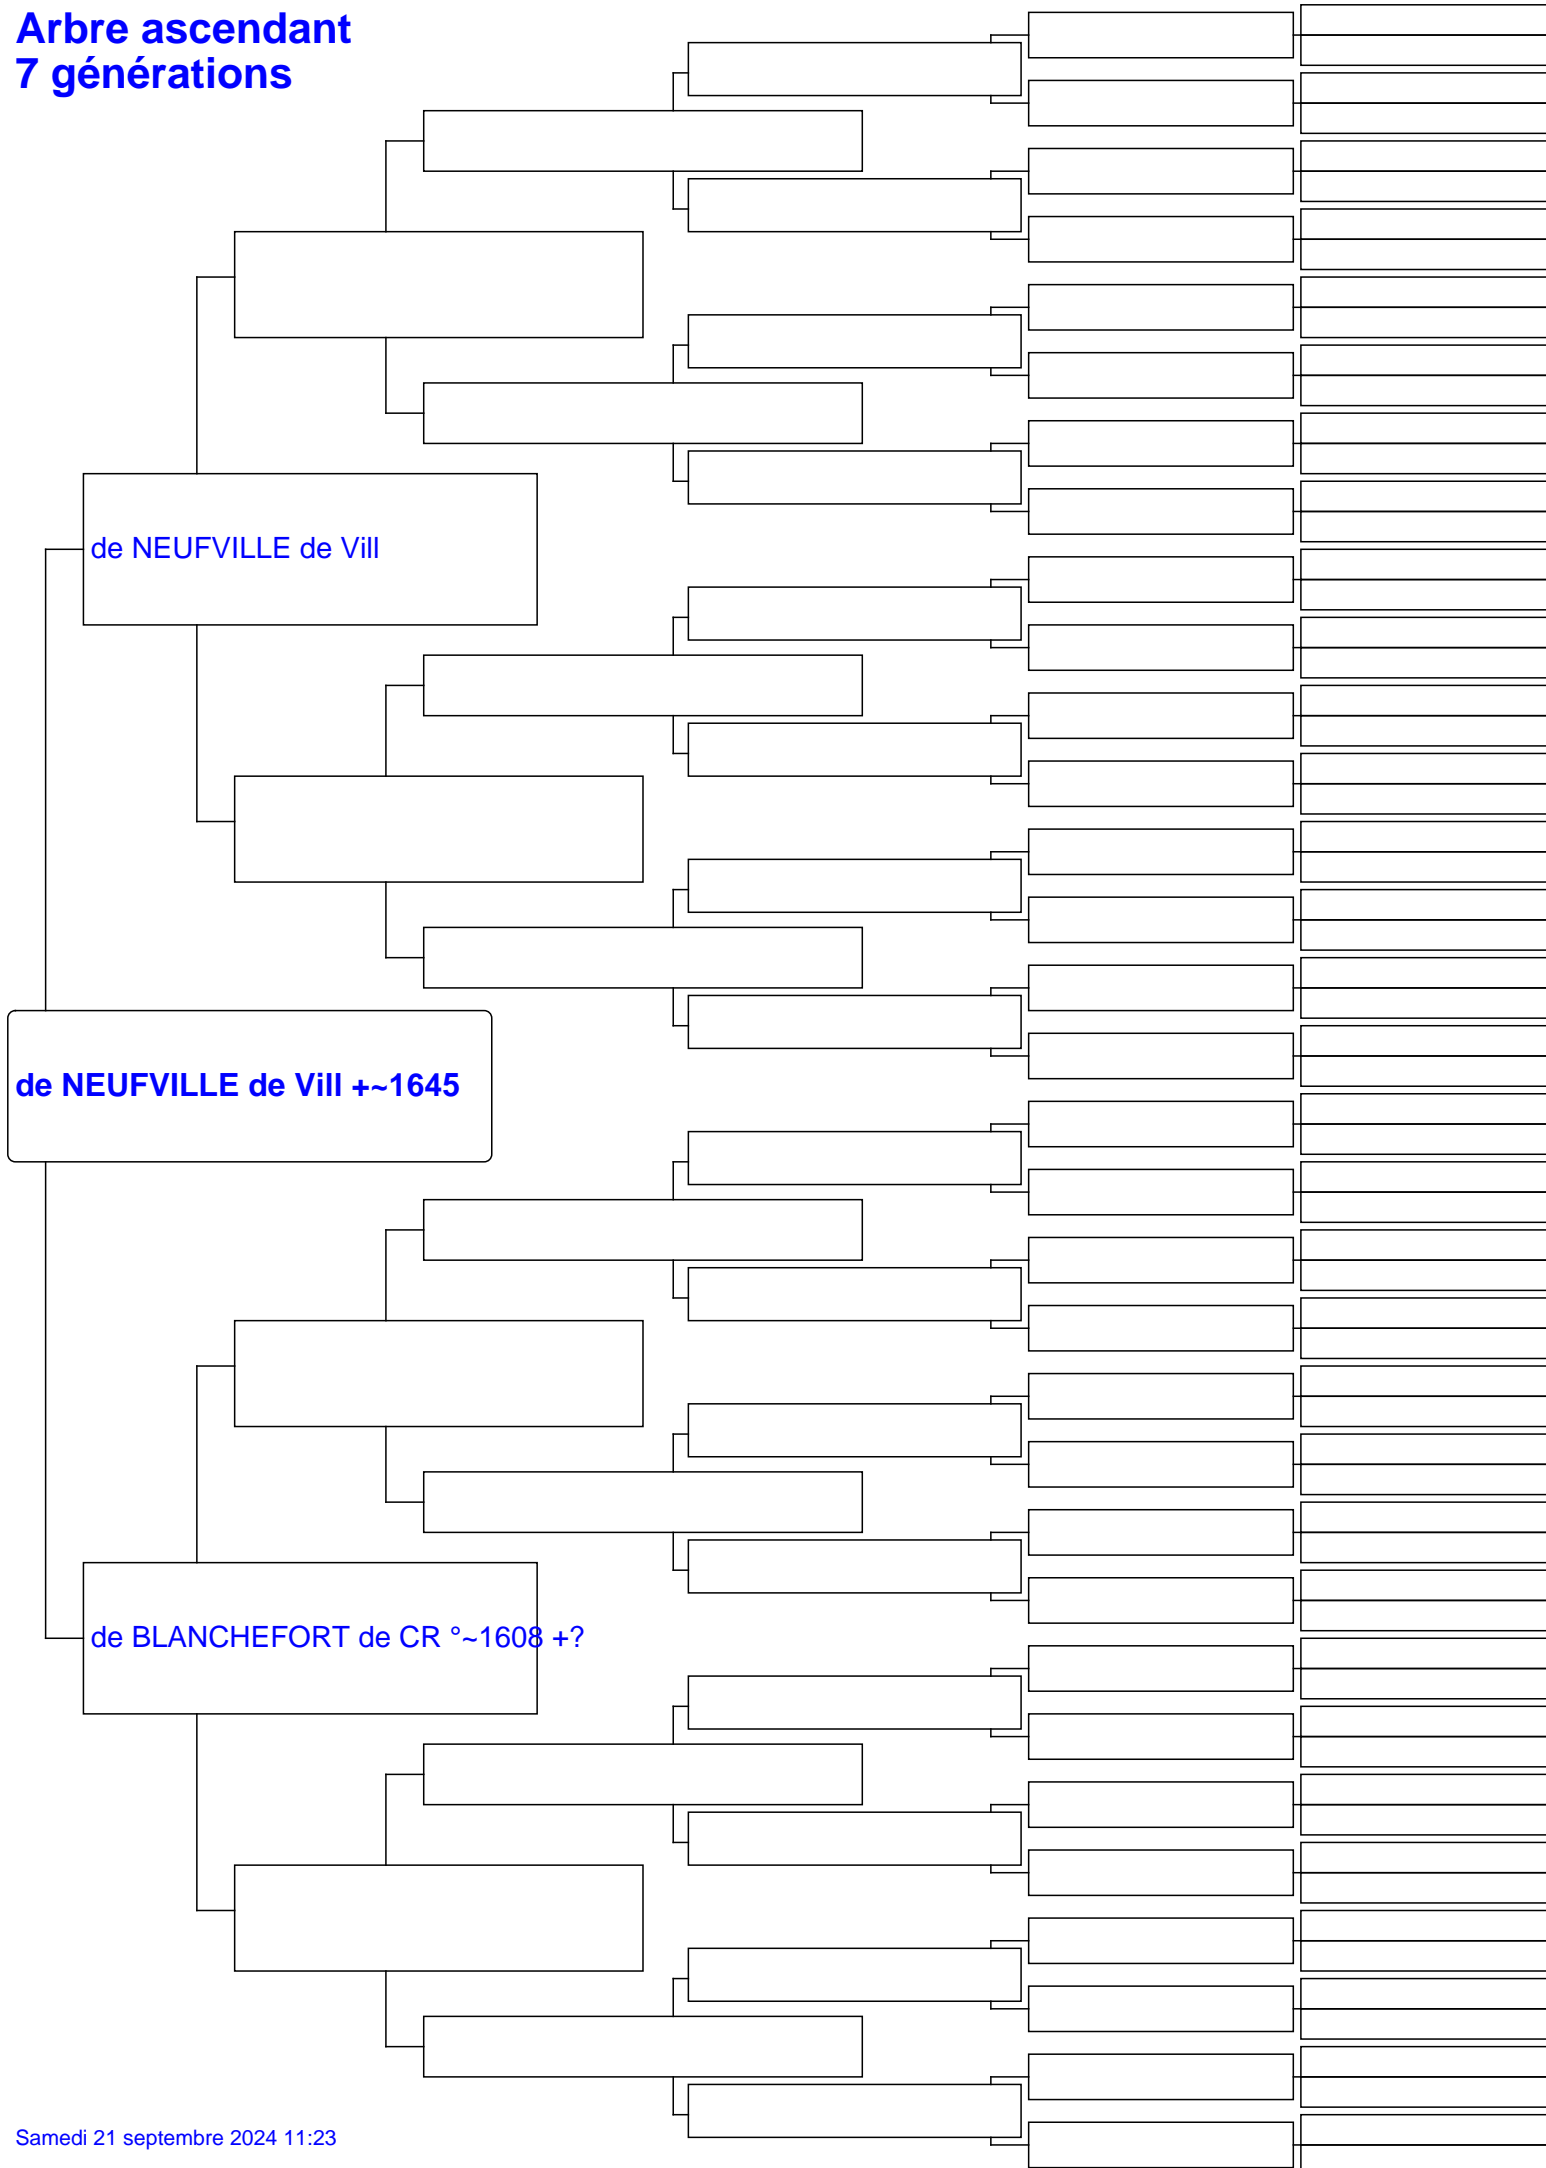 Arbre ascendant
7 générations
de NEUFVILLE de Vill
de NEUFVILLE de Vill +~1645
de BLANCHEFORT de CR °~1608 +?
Samedi 21 septembre 2024 11:23